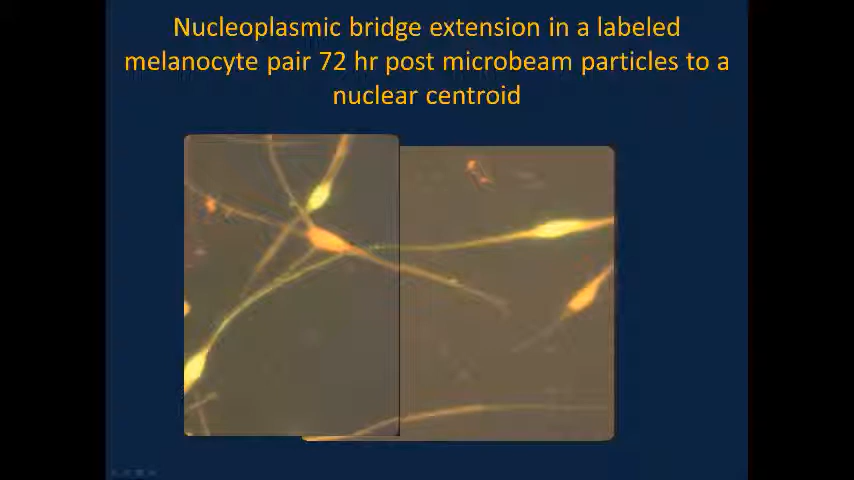 Nucleoplasmic bridge extension in a labeled
melanocyte pair 72 hr post microbeam particles to a
nuclear centroid